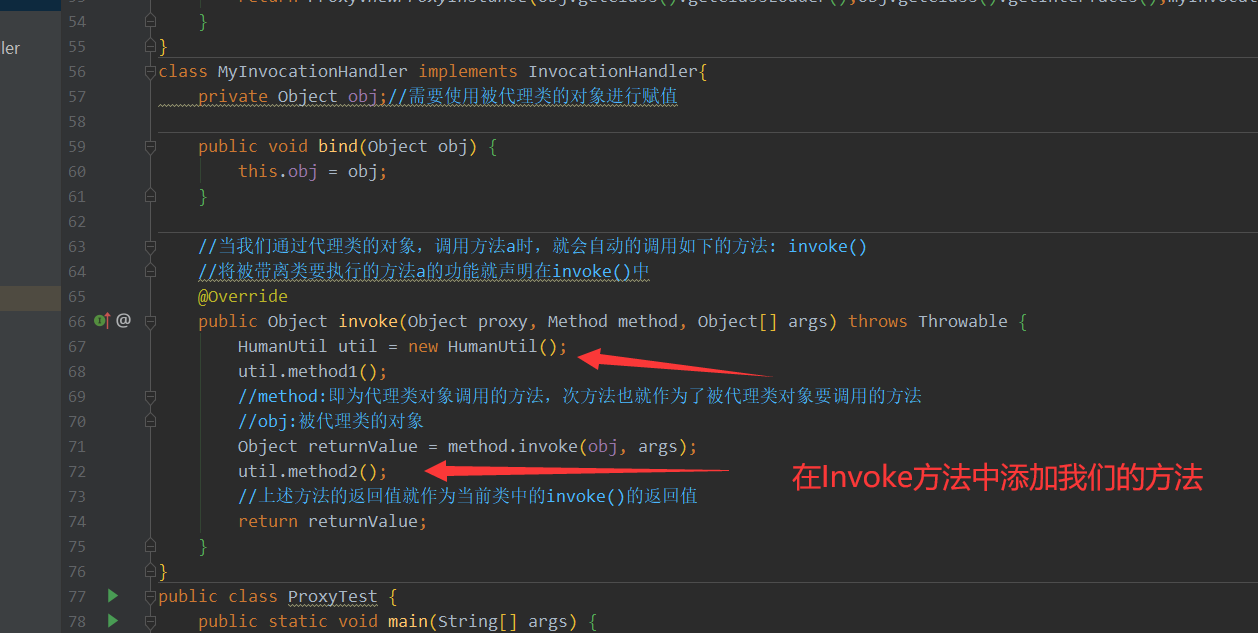 return Proxy.newProxyInstance(obj.getClass().getClassLoader(),obj.getClass().getInterfaces(),
54 }
ler
55 }
56 class MyInvocationHandler implements InvocationHandler{
57 private Object obj;//需要使用被代理类的对象进行赋值
58
59 public void bind(Object obj) {
60 this.obj = obj;
61 }
62
63 //当我们通过代理类的对象，调用方法a时，就会自动的调用如下的方法: invoke()
64 //将被带离类要执行的方法a的功能就声明在invoke()中
65 @Override
66 @ public Object invoke(Object proxy, Method method, Object[] args) throws Throwable {
67 HumanUtil util = new HumanUtil();
68 util.method1();
69 //method:即为代理类对象调用的方法，次方法也就作为了被代理类对象要调用的方法
70 //obj:被代理类的对象
71 Object returnValue = method.invoke(obj, args);
72 util.method2();
在Invoke方法中添加我们的方法
73 //上述方法的返回值就作为当前类中的invoke()的返回值
74 return returnValue;
75 }
76 }
77 public class ProxyTest {
78 public static void main(String[] args) {